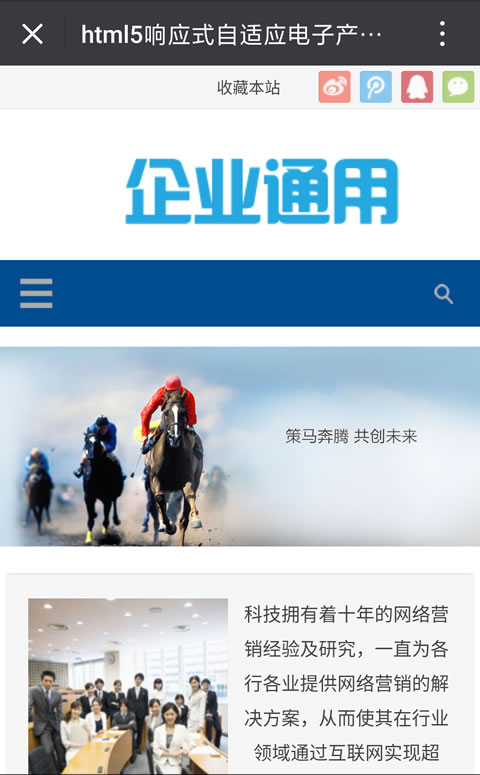 html5响应式自适应电子产···
收藏本站
企业通用
策马奔腾 共创未来
科技拥有着十年的网络营
销经验及研究，一直为各
行各业提供网络营销的解
决方案，从而使其在行业
领域通过互联网实现超